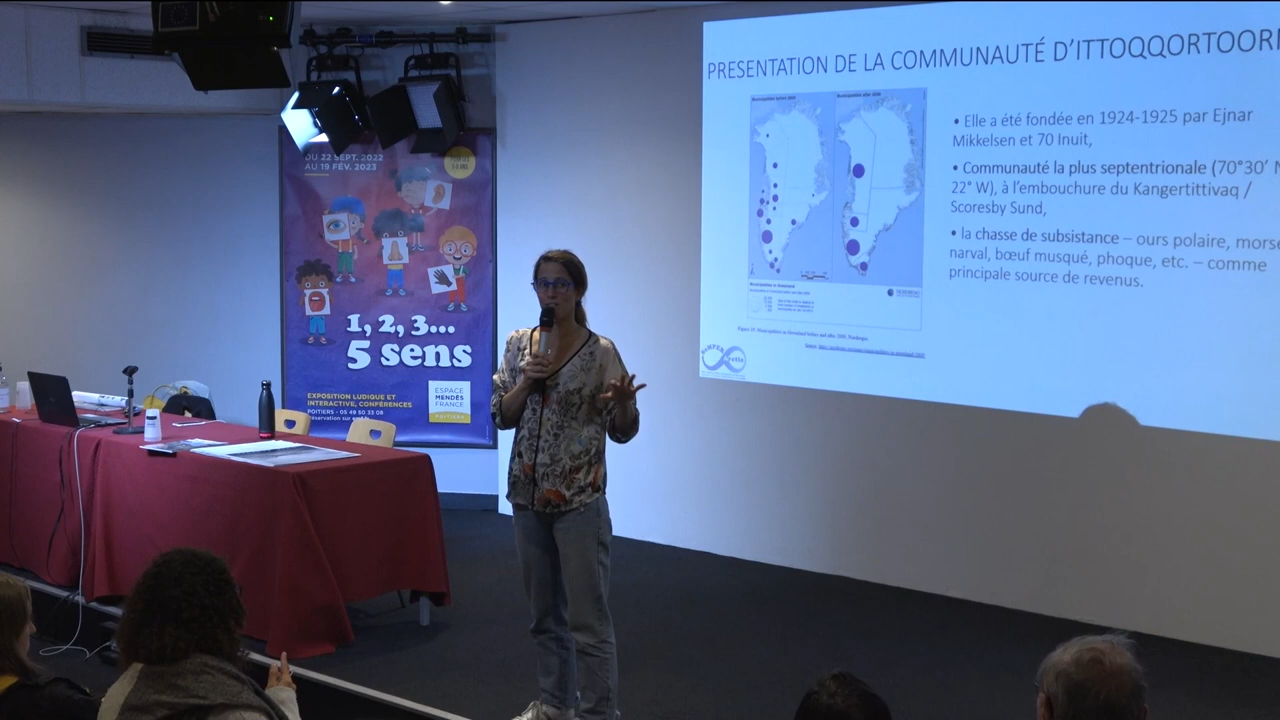 PRESENTATION DE LA COMMUNAUTÉ D'ITTOQQORTOORM
• Elle a été fondée en 1924-1925 par Ejnar
Mikkelsen et 70 Inuit,
• Communauté la plus septentrionale (70°30' N
22° W), à l'embouchure du Kangertittivaq /
Scoresby Sund,
• la chasse de subsistance – ours polaire, morse
narval, bœuf musqué, phoque, etc. – comme
principale source de revenus.
DU 22 SEPT. 2022
AU 19 FÉV. 2023
1, 2, 3...
5 sens
EXPOSITION LUDIQUE ET
INTERACTIVE, CONFÉRENCES
POITIERS - 05 49 50 33 08
ESPACE
MENDÈS
FRANCE
POITIERS